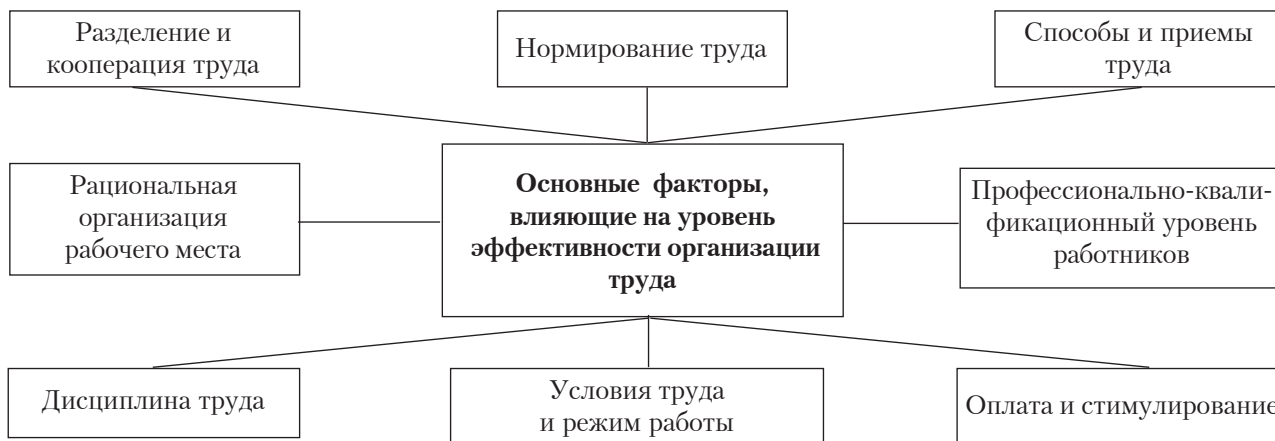 Разделение и
кооперация труда
Нормирование труда
Способы и приемы
труда
Рациональная
организация
рабочего места
Основные факторы,
влияющие на уровень
эффективности организации
труда
Профессионально-квали-
фикационный уровень
работников
Дисциплина труда
Условия труда
и режим работы
Оплата и стимулирование